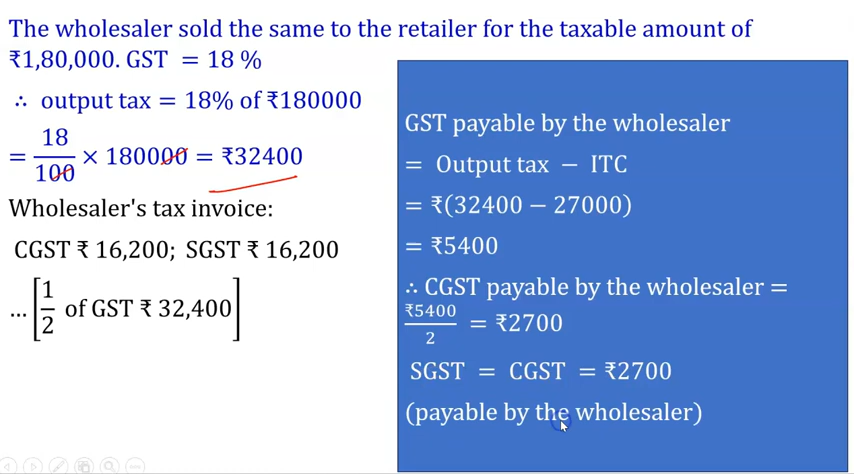 The wholesaler sold the same to the retailer for the taxable amount of
₹1,80,000. GST = 18 %
∴ output tax = 18% of ₹180000
= 18/100 × 180000 = ₹32400
Wholesaler's tax invoice:
CGST ₹ 16,200; SGST ₹ 16,200
... [1/2 of GST ₹ 32,400]
GST payable by the wholesaler
= Output tax − ITC
= ₹(32400 − 27000)
= ₹5400
∴ CGST payable by the wholesaler =
₹5400/2 = ₹2700
SGST = CGST = ₹2700
(payable by the wholesaler)